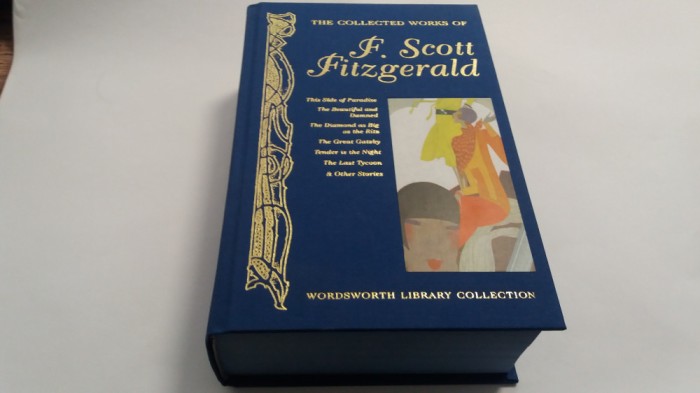 THE COLLECTED WORKS OF
F. Scott
Fitzgerald
This Side of Paradise
The Beautiful and
Damned
The Diamond as Big
as the Ritz
The Great Gatsby
Tender is the Night
The Last Tycoon
& Other Stories
WORDSWORTH LIBRARY COLLECTION